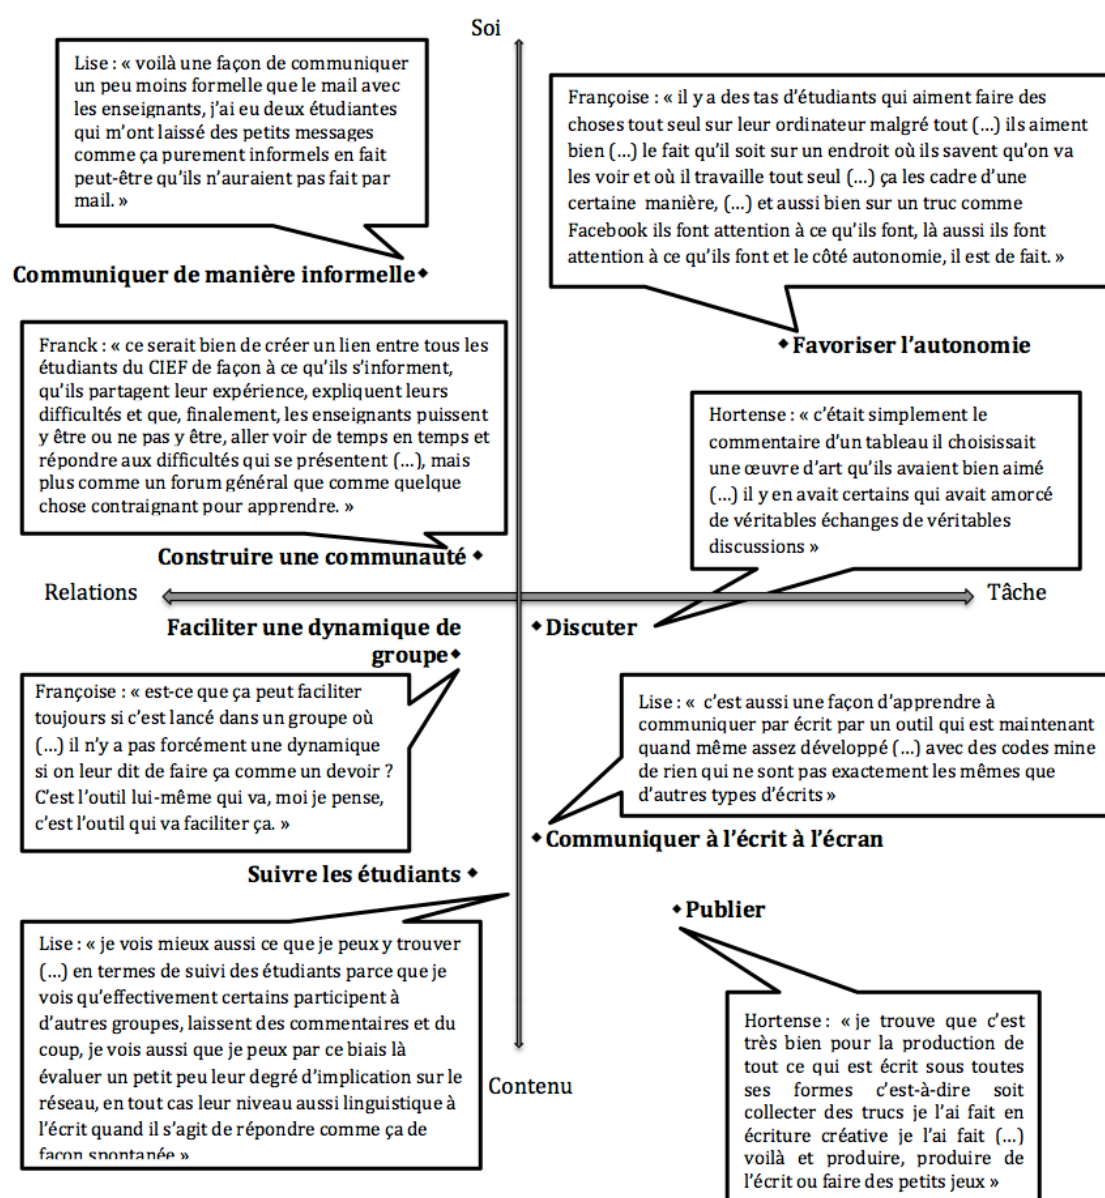 Soi
Lise : « voilà une façon de communiquer
un peu moins formelle que le mail avec
les enseignants, j'ai eu deux étudiantes
qui m'ont laissé des petits messages
comme ça purement informels en fait
peut-être qu'ils n'auraient pas fait par
mail. »
Communiquer de manière informelle
Françoise : « il y a des tas d'étudiants qui aiment faire des
choses tout seul sur leur ordinateur malgré tout (…) ils aiment
bien (…) le fait qu'il soit sur un endroit où ils savent qu'on va
les voir et où il travaille tout seul (…) ça les cadre d'une
certaine manière, (…) et aussi bien sur un truc comme
Facebook ils font attention à ce qu'ils font, là aussi ils font
attention à ce qu'ils font et le côté autonomie, il est de fait. »
Favoriser l'autonomie
Franck : « ce serait bien de créer un lien entre tous les
étudiants du CIEF de façon à ce qu'ils s'informent,
qu'ils partagent leur expérience, expliquent leurs
difficultés et que, finalement, les enseignants puissent
y être ou ne pas y être, aller voir de temps en temps et
répondre aux difficultés qui se présentent (…), mais
plus comme un forum général que comme quelque
chose contraignant pour apprendre. »
Construire une communauté
Hortense : « c'était simplement le
commentaire d'un tableau il choisissait
une œuvre d'art qu'ils avaient bien aimé
(…) il y en avait certains qui avait amorcé
de véritables échanges de véritables
discussions »
Relations
Tâche
Faciliter une dynamique de
groupe
Discuter
Françoise : « est-ce que ça peut faciliter
toujours si c'est lancé dans un groupe où
(…) il n'y a pas forcément une dynamique
si on leur dit de faire ça comme un devoir ?
C'est l'outil lui-même qui va, moi je pense,
c'est l'outil qui va faciliter ça. »
Lise : « c'est aussi une façon d'apprendre à
communiquer par écrit par un outil qui est maintenant
quand même assez développé (…) avec des codes mine
de rien qui ne sont pas exactement les mêmes que
d'autres types d'écrits »
Communiquer à l'écrit à l'écran
Suivre les étudiants
Publier
Lise : « je vois mieux aussi ce que je peux y trouver
(…) en termes de suivi des étudiants parce que je
vois qu'effectivement certains participent à
d'autres groupes, laissent des commentaires et du
coup, je vois aussi que je peux par ce biais là
évaluer un petit peu leur degré d'implication sur le
réseau, en tout cas leur niveau aussi linguistique à
l'écrit quand il s'agit de répondre comme ça de
façon spontanée »
Contenu
Hortense : « je trouve que c'est
très bien pour la production de
tout ce qui est écrit sous toutes
ses formes c'est-à-dire soit
collecter des trucs je l'ai fait en
écriture créative je l'ai fait (…)
voilà et produire, produire de
l'écrit ou faire des petits jeux »